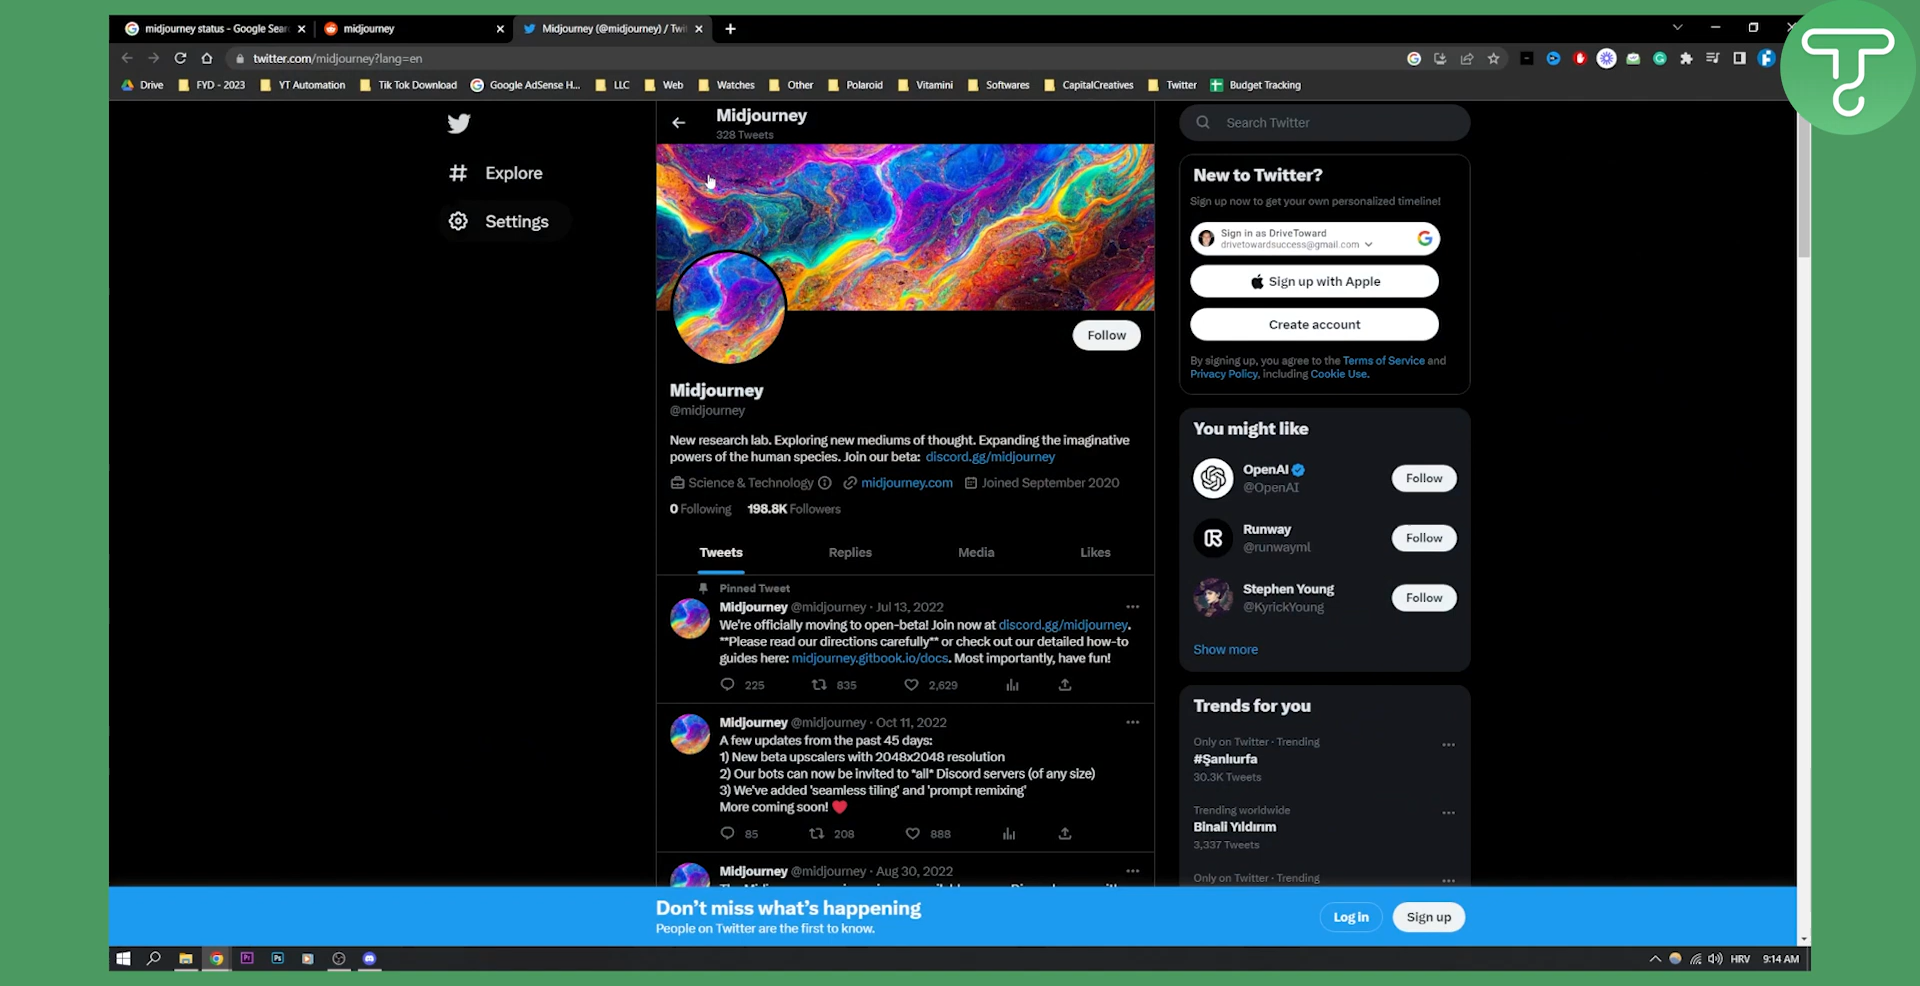 midjourney status - Google Sear
midjourney
Midjourney (@midjourney) / Twi
twitter.com/midjourney?lang=en
Drive
FYD - 2023
YT Automation
Tik Tok Download
Google AdSense H...
LLC
Web
Watches
Other
Polaroid
Vitamini
Softwares
CapitalCreatives
Twitter
Budget Tracking
Explore
Settings
Midjourney
328 Tweets
Follow
Midjourney
@midjourney
New research lab. Exploring new mediums of thought. Expanding the imaginative
powers of the human species. Join our beta: discord.gg/midjourney
Science & Technology midjourney.com Joined September 2020
0 Following 198.8K Followers
Tweets Replies Media Likes
Pinned Tweet
Midjourney @midjourney · Jul 13, 2022
We're officially moving to open-beta! Join now at discord.gg/midjourney.
**Please read our directions carefully** or check out our detailed how-to
guides here: midjourney.gitbook.io/docs. Most importantly, have fun!
225 835 2,629
Midjourney @midjourney · Oct 11, 2022
A few updates from the past 45 days:
1) New beta upscalers with 2048x2048 resolution
2) Our bots can now be invited to *all* Discord servers (of any size)
3) We've added 'seamless tiling' and 'prompt remixing'
More coming soon! ❤️
85 208 888
Midjourney @midjourney · Aug 30, 2022
Search Twitter
New to Twitter?
Sign up now to get your own personalized timeline!
Sign in as DriveToward
drivetowardsuccess@gmail.com
Sign up with Apple
Create account
By signing up, you agree to the Terms of Service and
Privacy Policy, including Cookie Use.
You might like
OpenAI
@OpenAI
Follow
Runway
@runwayml
Follow
Stephen Young
@KyrickYoung
Follow
Show more
Trends for you
Only on Twitter · Trending
#Şanlıurfa
30.3K Tweets
Trending worldwide
Binali Yıldırım
3,337 Tweets
Only on Twitter · Trending
Don't miss what's happening
People on Twitter are the first to know.
Log in
Sign up
Pr
Ps
HRV
9:14 AM